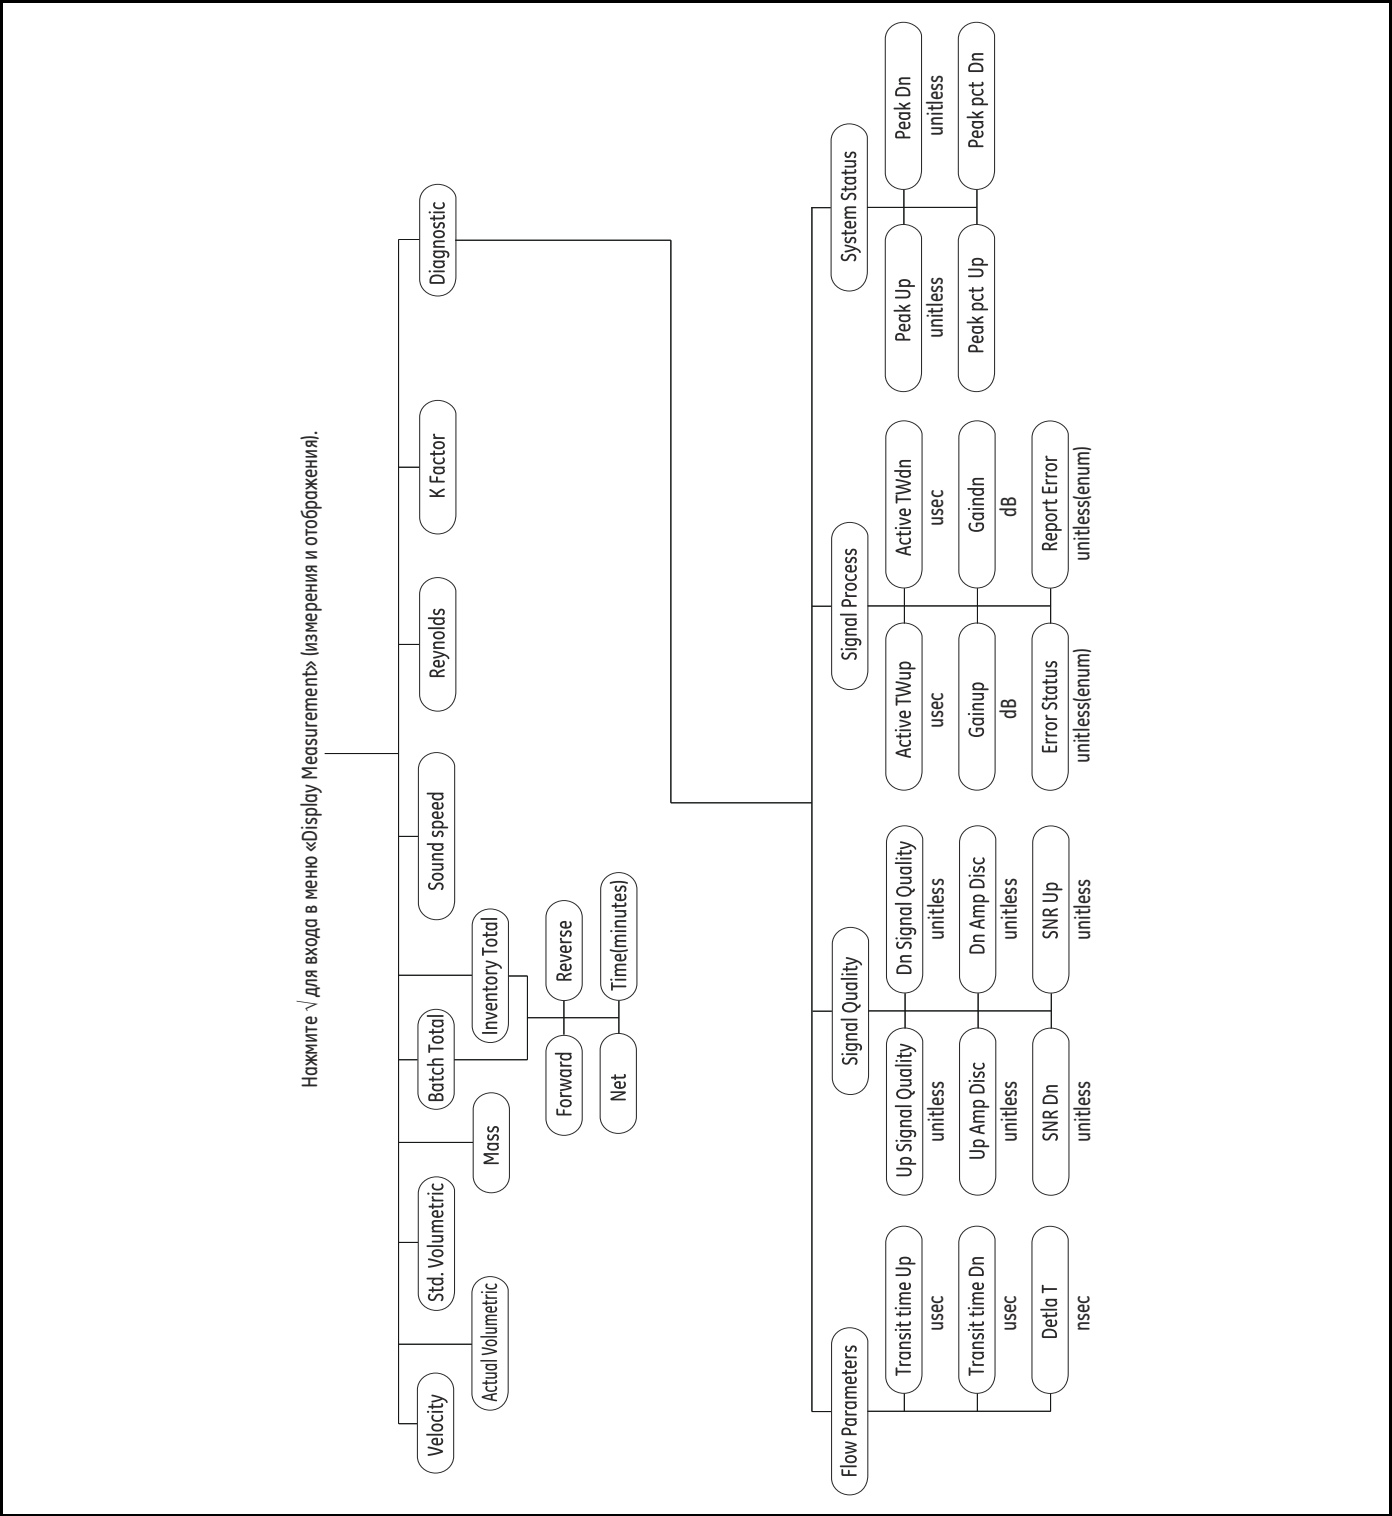 Нажмите √ для входа в меню «Display Measurement» (измерения и отображения).
Velocity
Actual Volumetric
Std. Volumetric
Mass
Batch Total
Inventory Total
Sound speed
Reynolds
K Factor
Diagnostic
Forward
Reverse
Net
Time(minutes)
Flow Parameters
Transit time Up
usec
Transit time Dn
usec
Detla T
nsec
Signal Quality
Up Signal Quality
unitless
Dn Signal Quality
unitless
Up Amp Disc
unitless
Dn Amp Disc
unitless
SNR Dn
unitless
SNR Up
unitless
Signal Process
Active TWup
usec
Active TWdn
usec
Gainup
dB
Gaindn
dB
Error Status
unitless(enum)
Report Error
unitless(enum)
System Status
Peak Up
unitless
Peak Dn
unitless
Peak pct Up
Peak pct Dn